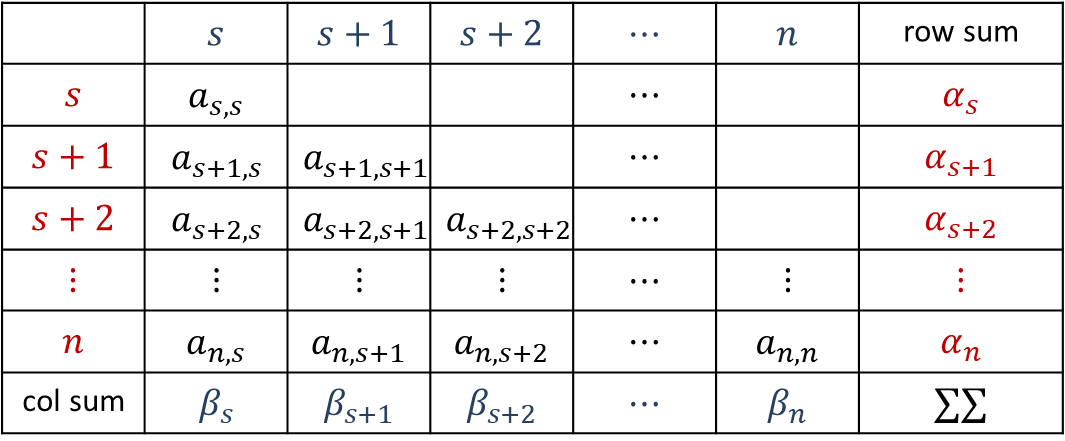 s s + 1 s + 2 ⋯ n row sum
s a_{s,s} ⋯ α_s
s + 1 a_{s+1,s} a_{s+1,s+1} ⋯ α_{s+1}
s + 2 a_{s+2,s} a_{s+2,s+1} a_{s+2,s+2} ⋯ α_{s+2}
⋮ ⋮ ⋮ ⋮ ⋯ ⋮ ⋮
n a_{n,s} a_{n,s+1} a_{n,s+2} ⋯ a_{n,n} α_n
col sum β_s β_{s+1} β_{s+2} ⋯ β_n ∑∑